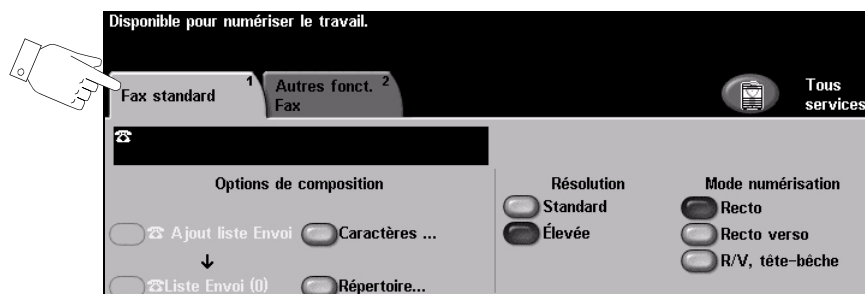 Disponible pour numériser le travail.
Fax standard 1
Autres fonct. 2
Fax
Tous
services
Options de composition
Ajout liste Envoi
Caractères ...
Liste Envoi (0)
Répertoire...
Résolution
Standard
Élevée
Mode numérisation
Recto
Recto verso
R/V, tête-bêche